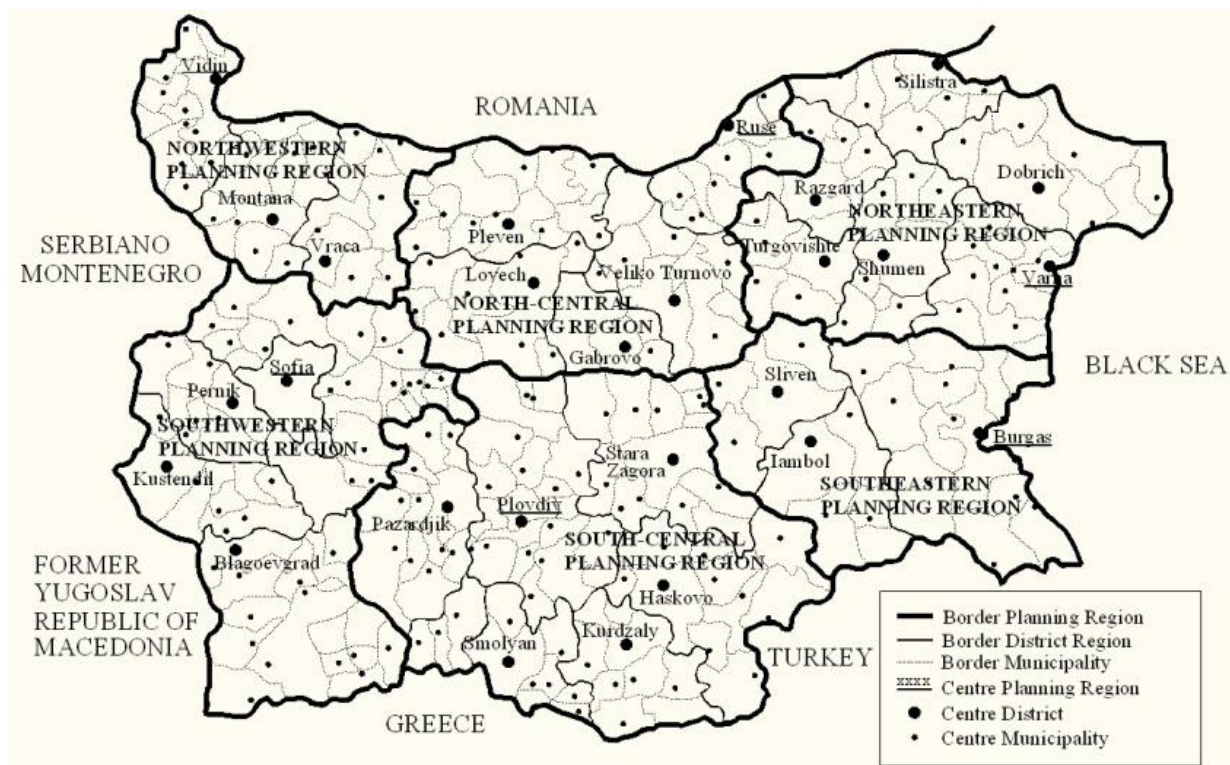 ROMANIA
Vidin
Silistra
Ruse
NORTHWESTERN
PLANNING REGION
Montana
Vraca
Pleven
Lovech
Veliko Turnovo
NORTH-CENTRAL
PLANNING REGION
Gabrovo
Razgard
Dobrich
NORTHEASTERN
PLANNING REGION
Turgovishte
Shumen
Varna
SERBIANO
MONTENEGRO
BLACK SEA
Sofia
Pernik
SOUTHWESTERN
PLANNING REGION
Kustendil
Blagoevgrad
Sliven
Iambol
Burgas
SOUTHEASTERN
PLANNING REGION
Stara
Zagora
Plovdiv
Pazardjik
SOUTH-CENTRAL
PLANNING REGION
Haskovo
Smolyan
Kurdzaly
FORMER
YUGOSLAV
REPUBLIC OF
MACEDONIA
GREECE
TURKEY
Border Planning Region
Border District Region
Border Municipality
xxxx Centre Planning Region
Centre District
Centre Municipality